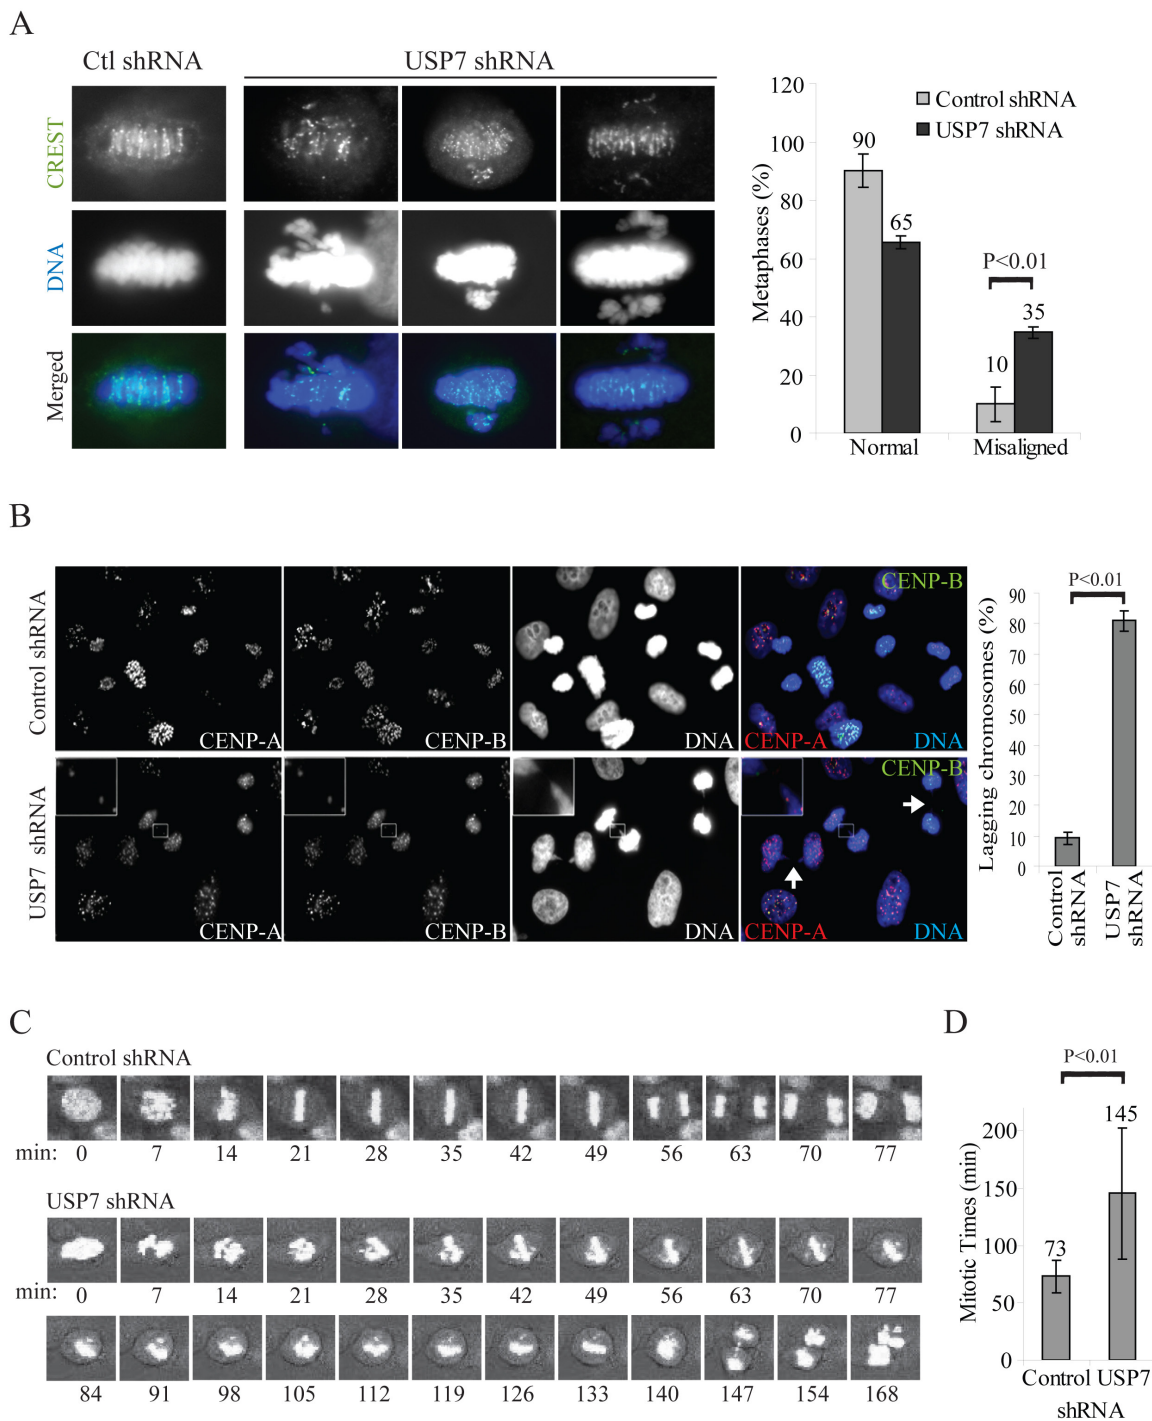 A
Ctl shRNA
USP7 shRNA
CREST
DNA
Merged
120
100
80
60
40
20
0
Metaphases (%)
Control shRNA
USP7 shRNA
90
65
P<0.01
10
35
Normal
Misaligned
B
Control shRNA
CENP-A
CENP-B
DNA
CENP-B
CENP-A
DNA
USP7 shRNA
CENP-A
CENP-B
DNA
CENP-B
CENP-A
DNA
Lagging chromosomes (%)
P<0.01
90
80
70
60
50
40
30
20
10
0
Control
shRNA
USP7
shRNA
C
Control shRNA
min: 0 7 14 21 28 35 42 49 56 63 70 77
USP7 shRNA
min: 0 7 14 21 28 35 42 49 56 63 70 77
84 91 98 105 112 119 126 133 140 147 154 168
D
P<0.01
Mitotic Times (min)
200
150
100
50
0
73
145
Control USP7
shRNA